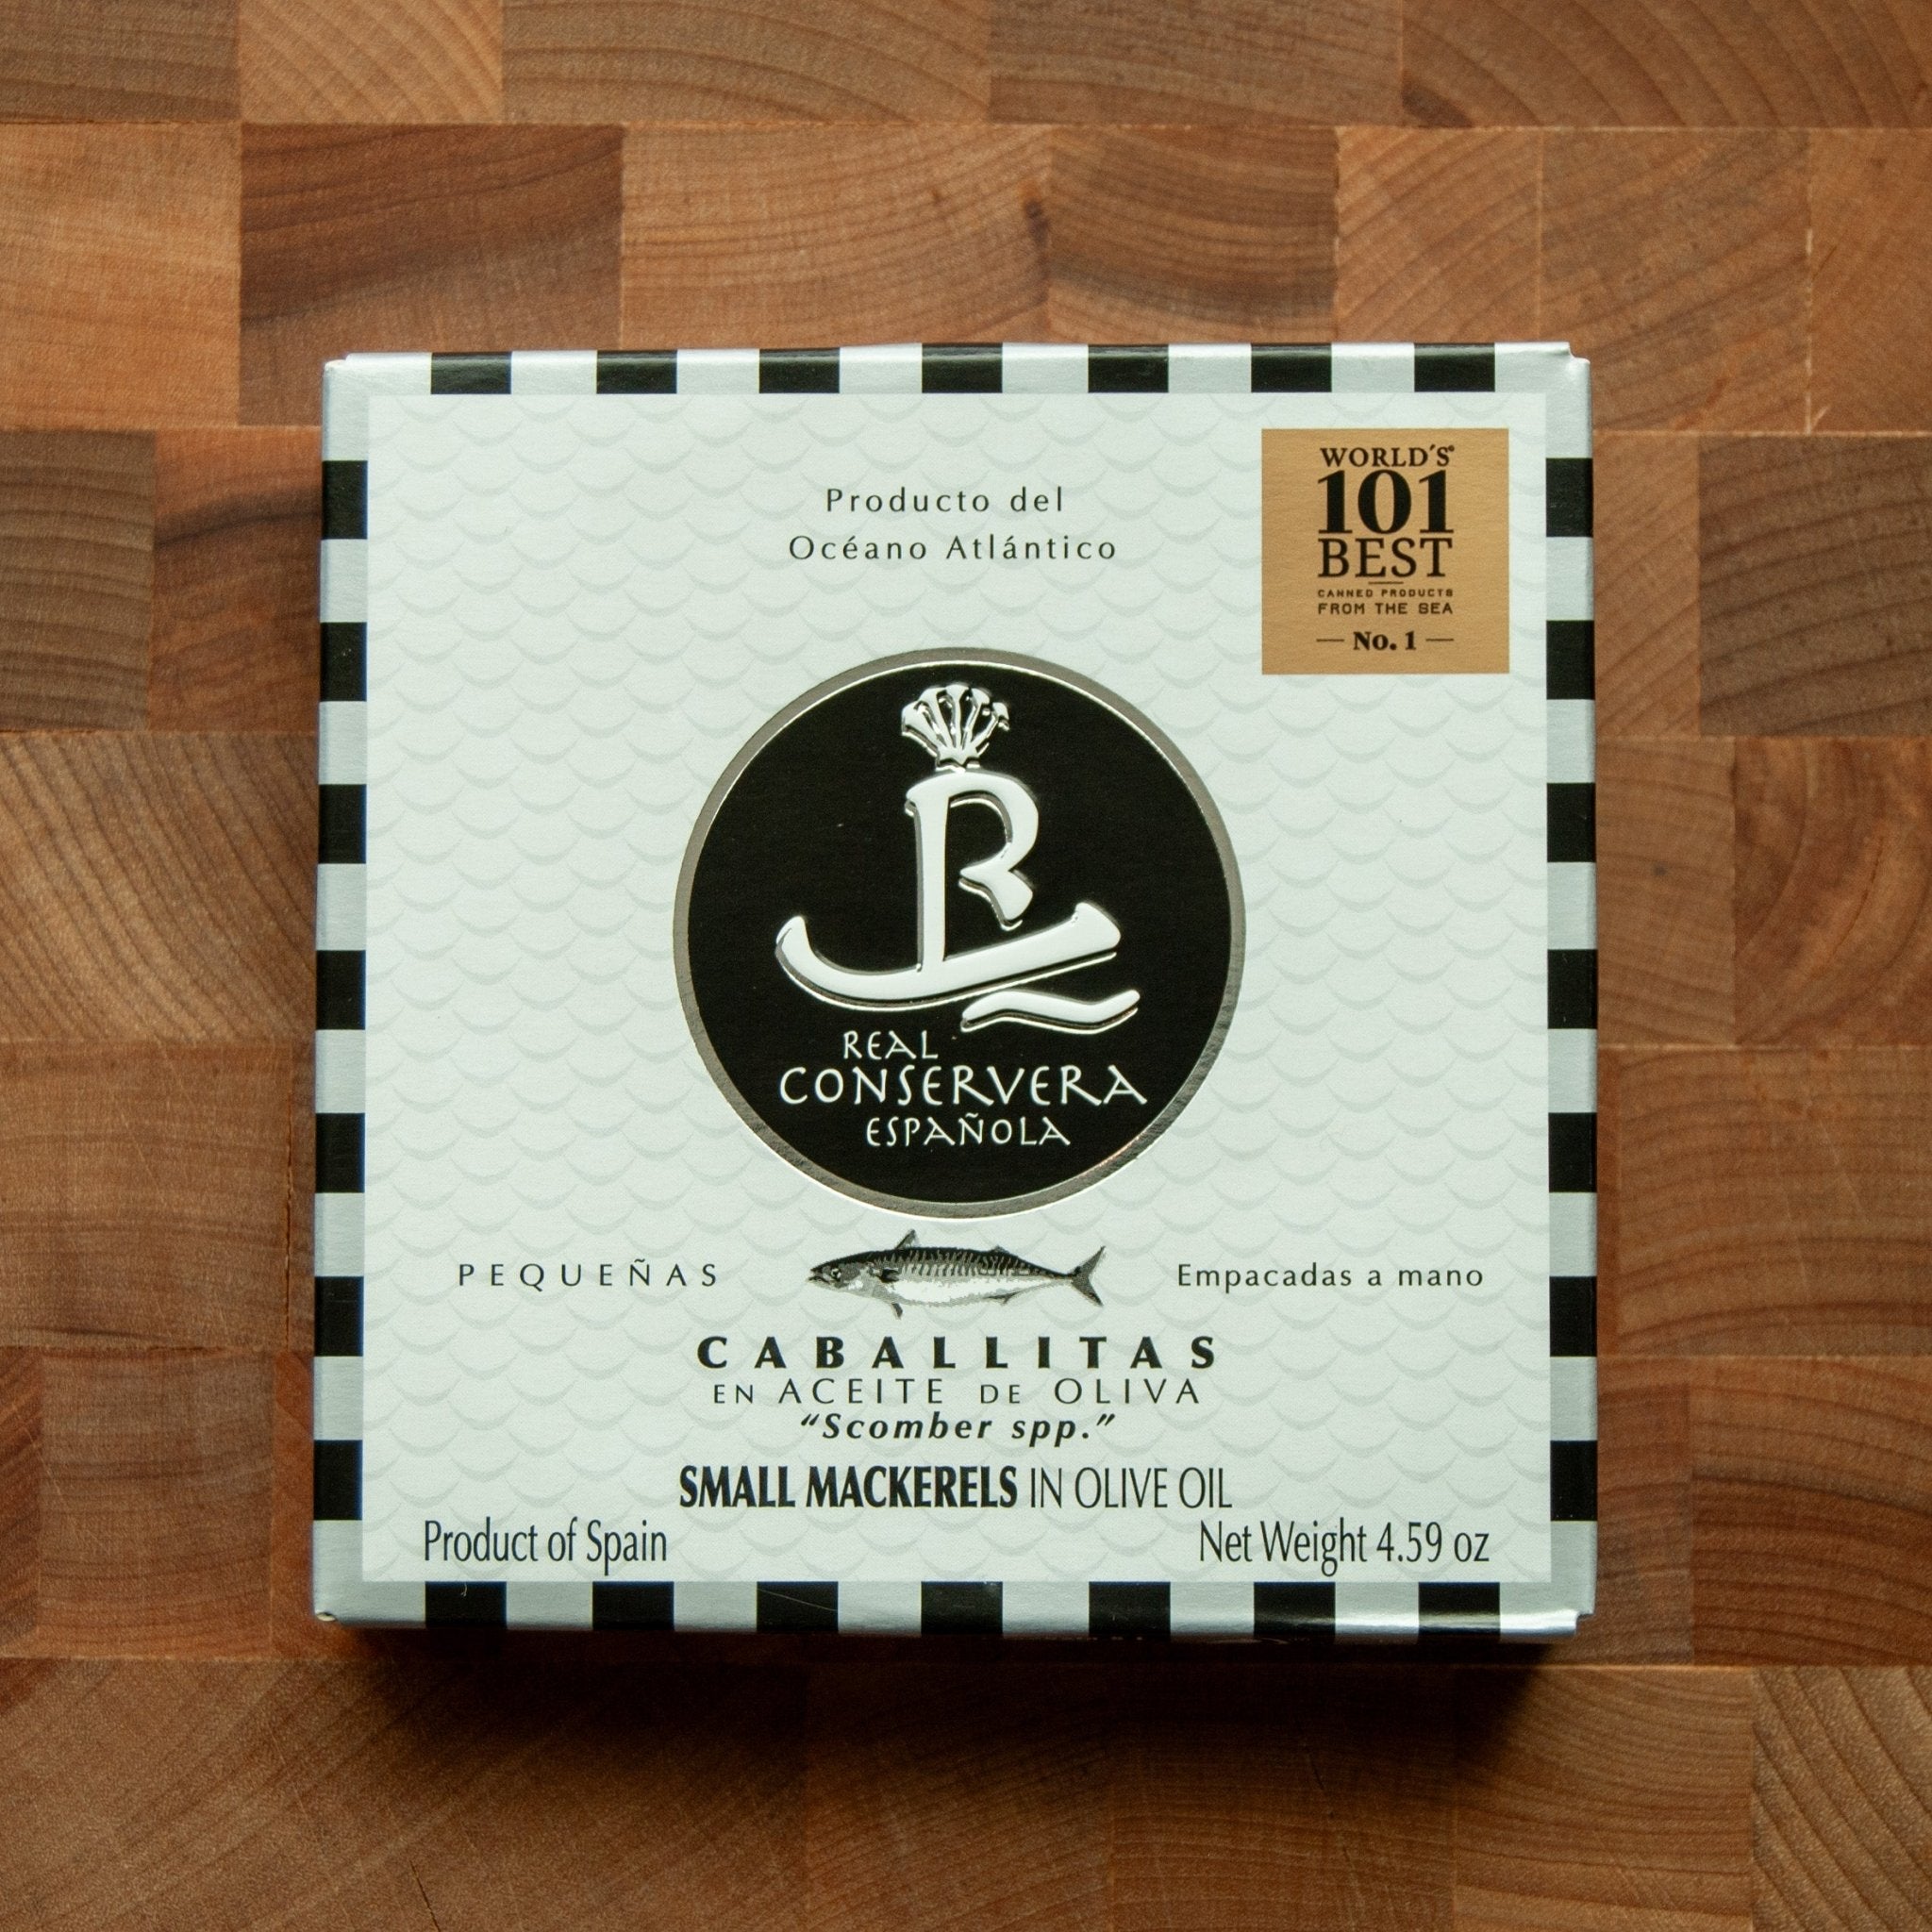 Producto del
Océano Atlántico
WORLD'S®
101
BEST
CANNED PRODUCTS
FROM THE SEA
No. 1
R
REAL
CONSERVERA
ESPAÑOLA
PEQUEÑAS
Empacadas a mano
CABALLITAS
EN ACEITE DE OLIVA
“Scomber spp.”
SMALL MACKERELS IN OLIVE OIL
Product of Spain
Net Weight 4.59 oz